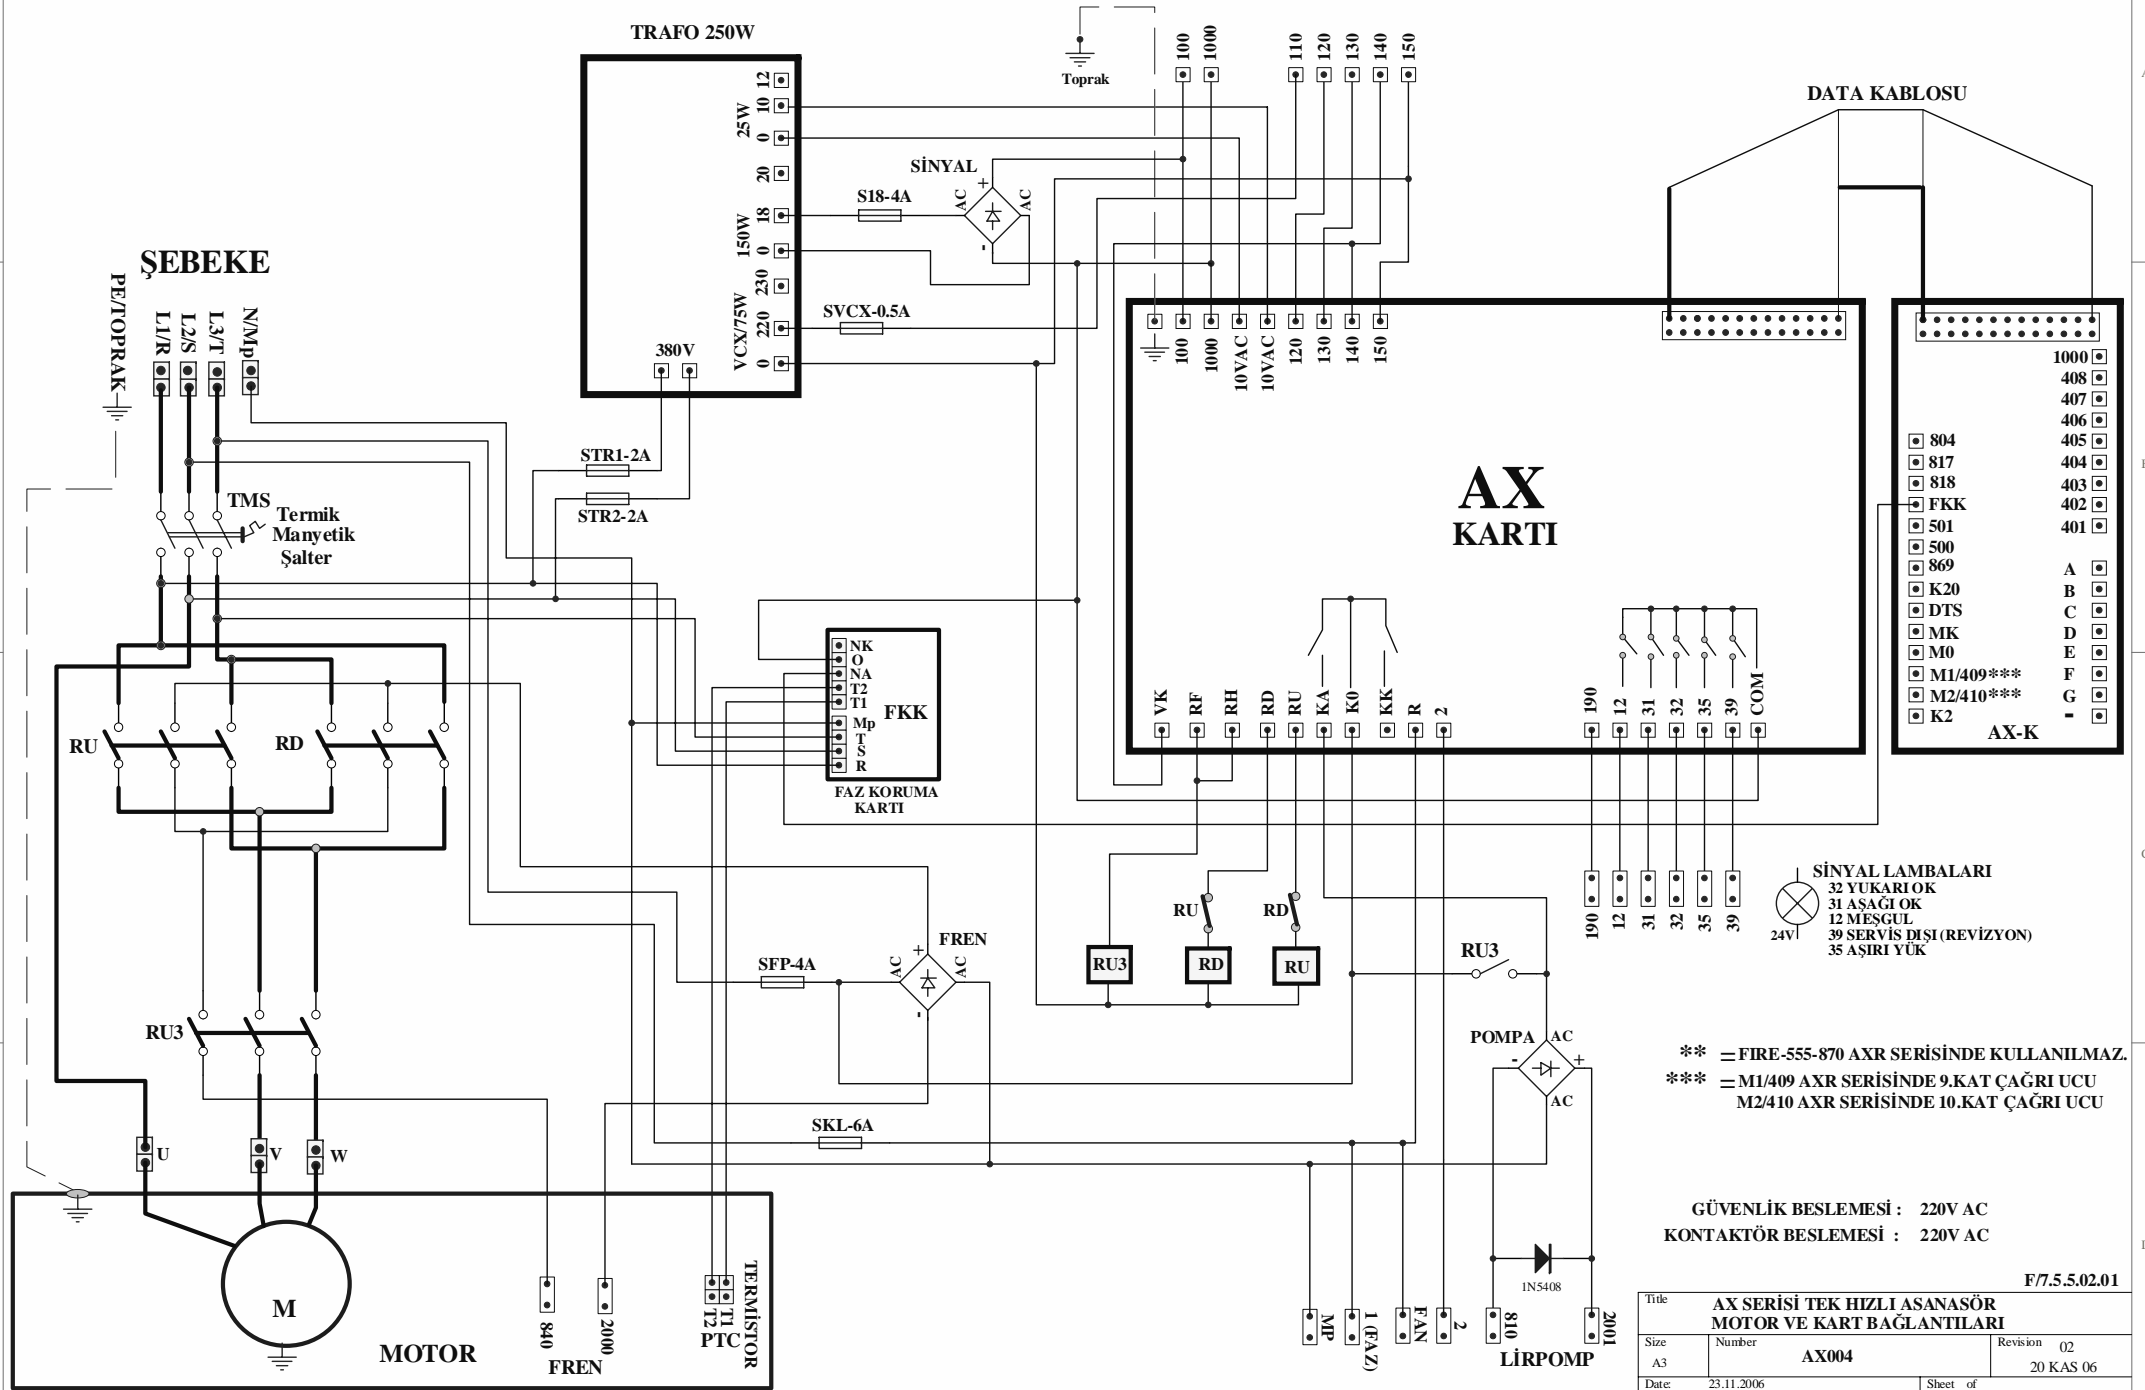 TRAFO 250W
12
10
25W
0
20
18
150W
0
230
220
VCX/75W
0
380V
Toprak
100
1000
110
120
130
140
150
DATA KABLOSU
A
SİNYAL
S18-4A
AC
+
AC
-
SVCX-0.5A
ŞEBEKE
PE/TOPRAK
L1/R
L2/S
L3/T
N/Mp
STR1-2A
STR2-2A
TMS
Termik
Manyetik
Şalter
100
1000
10VAC
10VAC
120
130
140
150
AX
KARTI
1000
408
407
406
405
404
403
402
401
A
B
C
D
E
F
G
-
804
817
818
FKK
501
500
869
K20
DTS
MK
M0
M1/409***
M2/410***
K2
AX-K
NK
O
NA
T2
T1
Mp
T
S
R
FKK
FAZ KORUMA
KARTI
VK
RF
RH
RD
RU
KA
K0
KK
R
2
190
12
31
32
35
39
COM
RU
RD
190
12
31
32
35
39
SİNYAL LAMBALARI
32 YUKARI OK
31 AŞAĞI OK
12 MEŞGUL
39 SERVİS DIŞI (REVİZYON)
35 AŞIRI YÜK
24V
RU
RD
RU3
RD
RU
RU3
SFP-4A
FREN
+
AC
AC
-
RU3
POMPA
AC
-
+
AC
** = FIRE-555-870 AXR SERİSİNDE KULLANILMAZ.
*** = M1/409 AXR SERİSİNDE 9.KAT ÇAĞRI UCU
M2/410 AXR SERİSİNDE 10.KAT ÇAĞRI UCU
SKL-6A
U
V
W
M
MOTOR
840
2000
FREN
T2
T1
PTC
TERMİSTOR
MP
1 (FAZ)
FAN
2
810
2001
1N5408
LİRPOMP
GÜVENLİK BESLEMESİ : 220V AC
KONTAKTÖR BESLEMESİ : 220V AC
F/7.5.5.02.01
Title
AX SERİSİ TEK HIZLI ASANASÖR
MOTOR VE KART BAĞLANTILARI
Size
A3
Number
AX004
Revision
02
20 KAS 06
Date:
23.11.2006
Sheet of